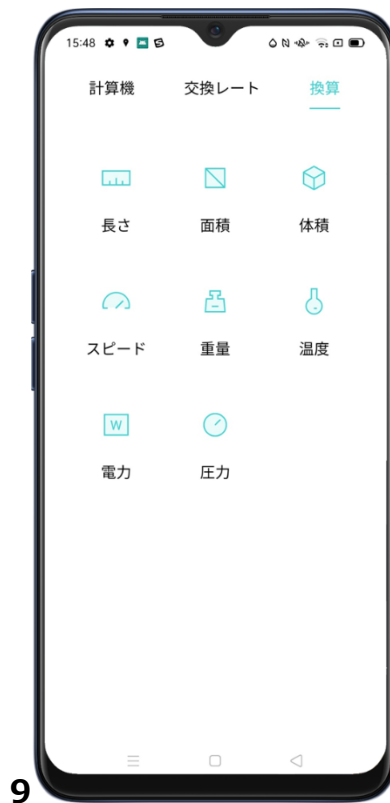 15:48
計算機 交換レート 換算
長さ 面積 体積
スピード 重量 温度
W
電力 圧力
9